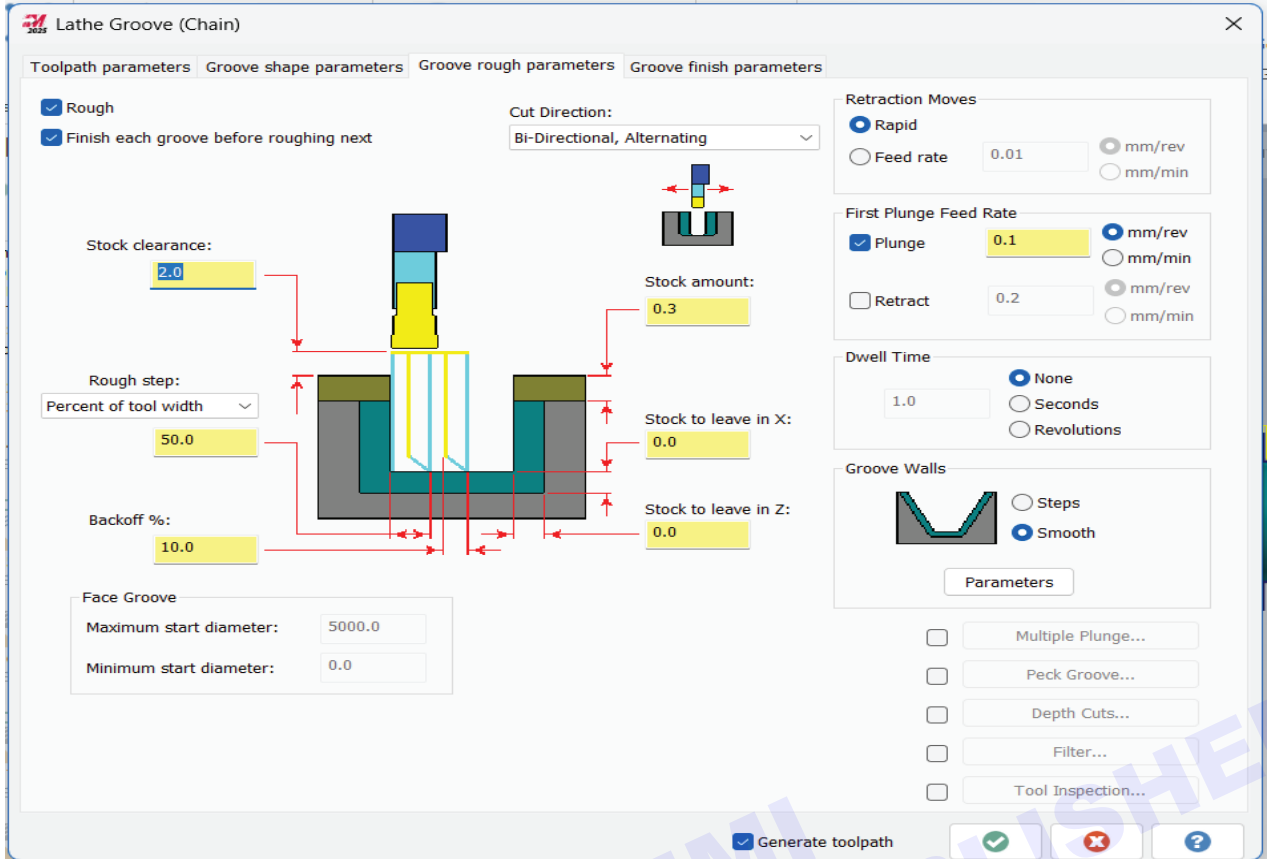 2025 Lathe Groove (Chain)
Toolpath parameters Groove shape parameters Groove rough parameters Groove finish parameters
Rough
Finish each groove before roughing next
Cut Direction:
Bi-Directional, Alternating
Stock clearance:
2.0
Rough step:
Percent of tool width
50.0
Backoff %:
10.0
Stock amount:
0.3
Stock to leave in X:
0.0
Stock to leave in Z:
0.0
Face Groove
Maximum start diameter: 5000.0
Minimum start diameter: 0.0
Retraction Moves
Rapid
Feed rate 0.01 mm/rev
mm/min
First Plunge Feed Rate
Plunge 0.1 mm/rev
mm/min
Retract 0.2 mm/rev
mm/min
Dwell Time
1.0
None
Seconds
Revolutions
Groove Walls
Steps
Smooth
Parameters
Multiple Plunge...
Peck Groove...
Depth Cuts...
Filter...
Tool Inspection...
Generate toolpath